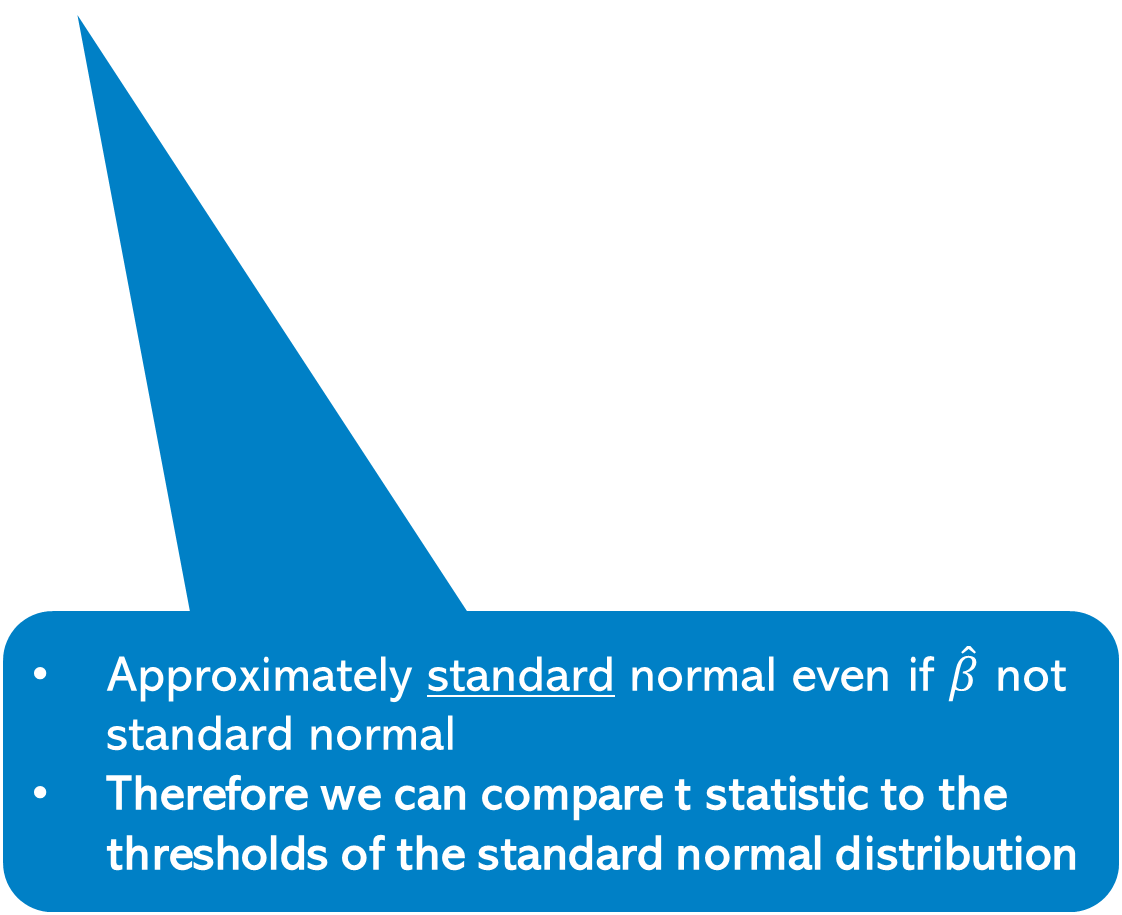 • Approximately standard normal even if β̂ not
standard normal
• Therefore we can compare t statistic to the
thresholds of the standard normal distribution